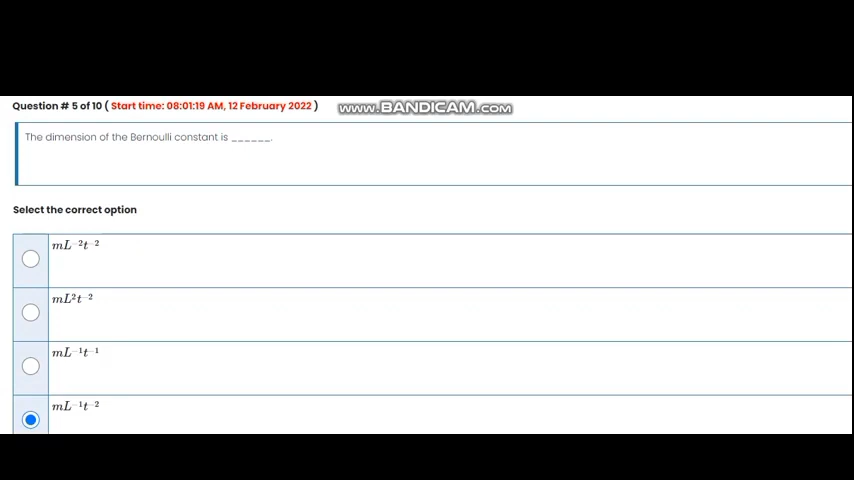 Question # 5 of 10 ( Start time: 08:01:19 AM, 12 February 2022 )
www.BANDICAM.com
The dimension of the Bernoulli constant is ______.
Select the correct option
mL⁻²t⁻²
mL²t⁻²
mL⁻¹t⁻¹
mL⁻¹t⁻²